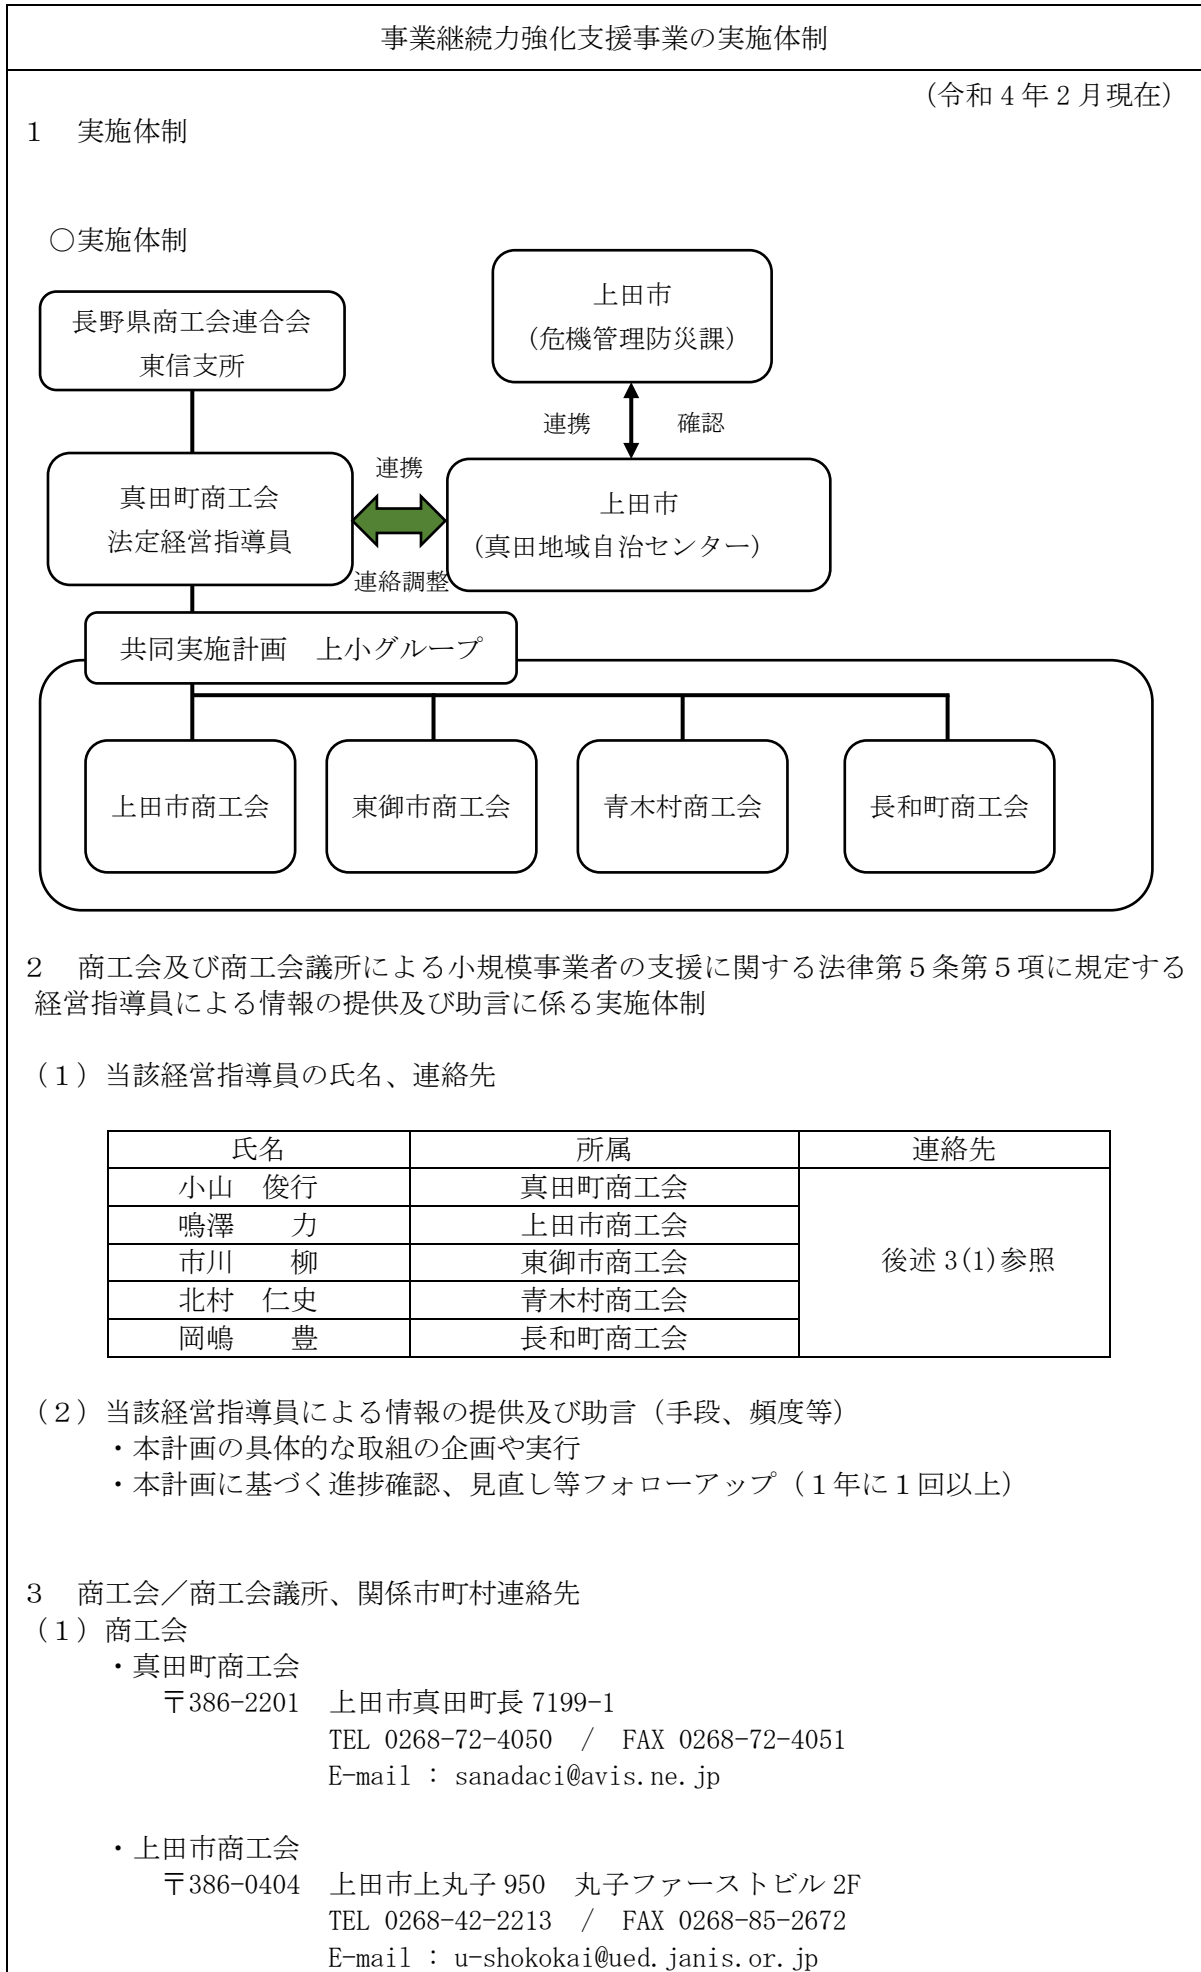 事業継続力強化支援事業の実施体制
（令和４年２月現在）
１　実施体制
○実施体制
長野県商工会連合会
東信支所
上田市
（危機管理防災課）
連携　確認
真田町商工会
法定経営指導員
連携
連絡調整
上田市
（真田地域自治センター）
共同実施計画　上小グループ
上田市商工会
東御市商工会
青木村商工会
長和町商工会
２　商工会及び商工会議所による小規模事業者の支援に関する法律第５条第５項に規定する
経営指導員による情報の提供及び助言に係る実施体制
（１）当該経営指導員の氏名、連絡先
氏名　所属　連絡先
小山　俊行　真田町商工会
鳴澤　力　上田市商工会
市川　柳　東御市商工会　後述 3(1)参照
北村　仁史　青木村商工会
岡嶋　豊　長和町商工会
（２）当該経営指導員による情報の提供及び助言（手段、頻度等）
・本計画の具体的な取組の企画や実行
・本計画に基づく進捗確認、見直し等フォローアップ（１年に１回以上）
３　商工会／商工会議所、関係市町村連絡先
（１）商工会
・真田町商工会
〒386-2201　上田市真田町長 7199-1
TEL 0268-72-4050　/　FAX 0268-72-4051
E-mail : sanadaci@avis.ne.jp
・上田市商工会
〒386-0404　上田市上丸子 950　丸子ファーストビル 2F
TEL 0268-42-2213　/　FAX 0268-85-2672
E-mail : u-shokokai@ued.janis.or.jp